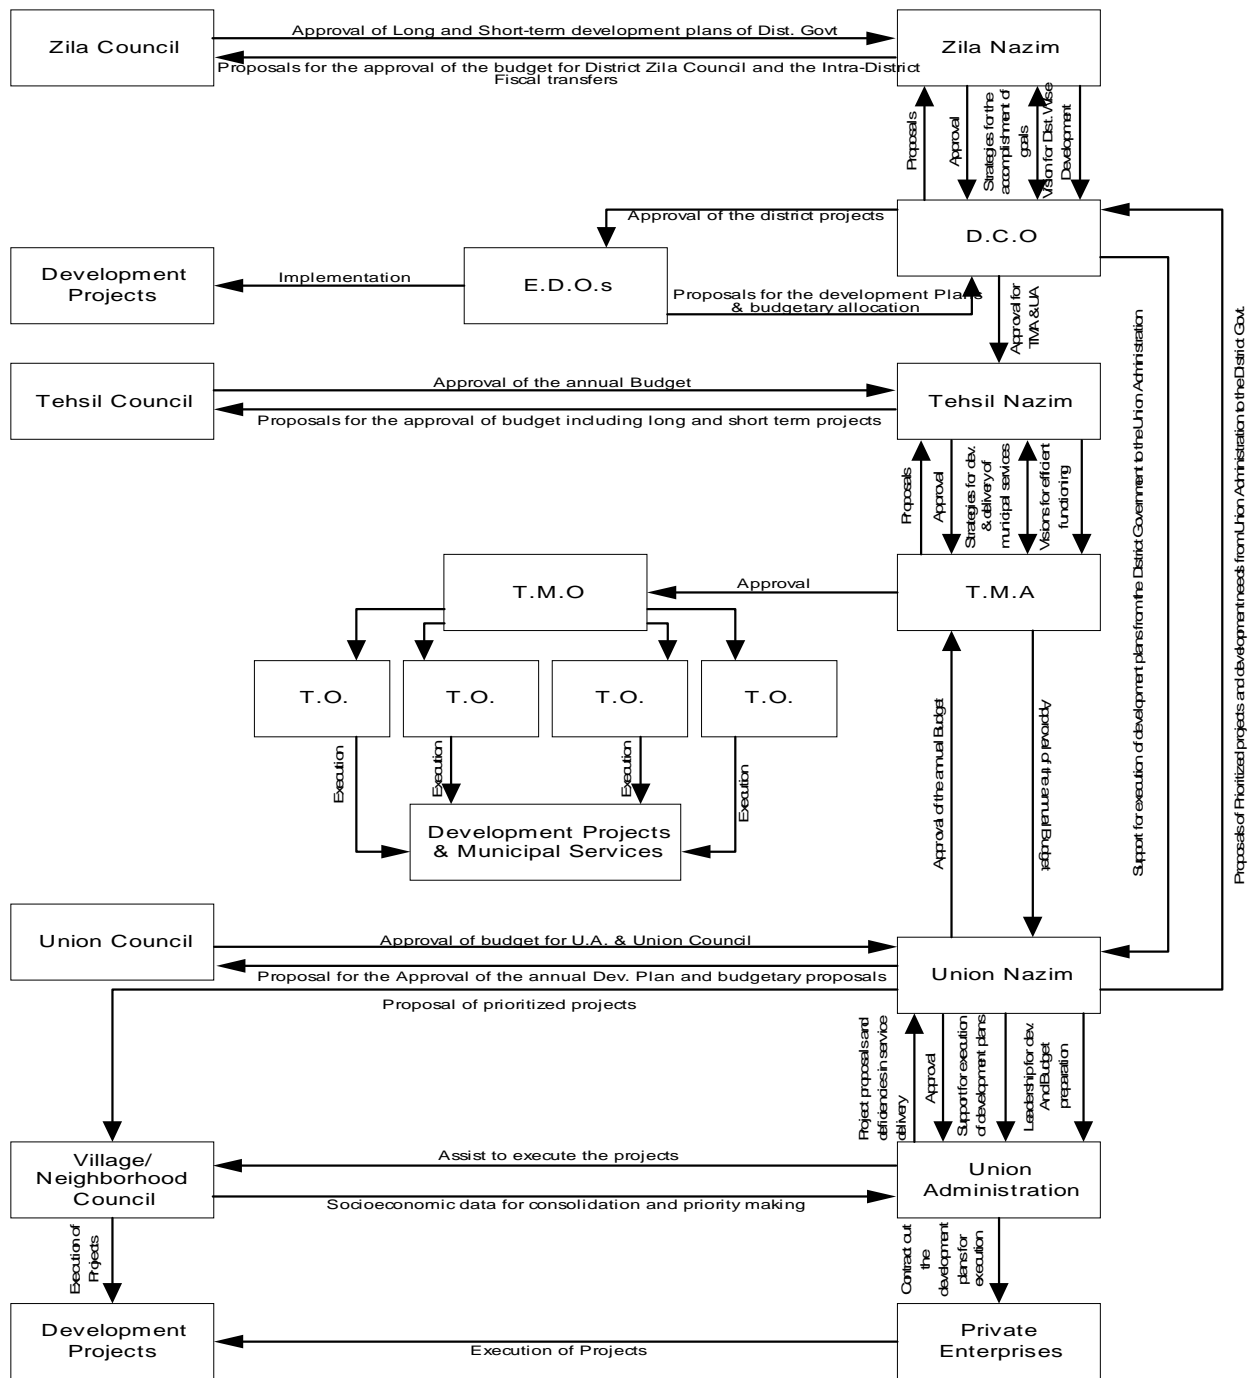 Zila Council
Approval of Long and Short-term development plans of Dist. Govt
Zila Nazim
Proposals for the approval of the budget for District Zila Council and the Intra-District
Fiscal transfers
Proposals
Approval
Strategies for the
accomplishment of
goals
Vision for Dist. Wise
Development
Approval of the district projects
D.C.O
Development
Projects
Implementation
E.D.O.s
Proposals for the development Plans
& budgetary allocation
Approval for
TMA & UA
Tehsil Council
Approval of the annual Budget
Tehsil Nazim
Proposals for the approval of budget including long and short term projects
Proposals
Approval
Strategies for dev.
& delivery of
municipal services
Visions for efficient
functioning
T.M.O
Approval
T.M.A
T.O.
T.O.
T.O.
T.O.
Execution
Execution
Execution
Execution
Development Projects
& Municipal Services
Approval of the annual Budget
Approval of the annual Budget
Support for execution of development plans from the District Government to the Union Administration
Proposals of Prioritized projects and development needs from Union Administration to the District Govt.
Union Council
Approval of budget for U.A. & Union Council
Union Nazim
Proposal for the Approval of the annual Dev. Plan and budgetary proposals
Proposal of prioritized projects
Project proposals and
deficiencies in service
delivery
Approval
Support for execution
of development plans
Leadership for dev.
And Budget
preparation
Village/
Neighborhood
Council
Assist to execute the projects
Union
Administration
Socioeconomic data for consolidation and priority making
Execution of
Projects
Contract out
the
development
plans for
execution
Development
Projects
Execution of Projects
Private
Enterprises